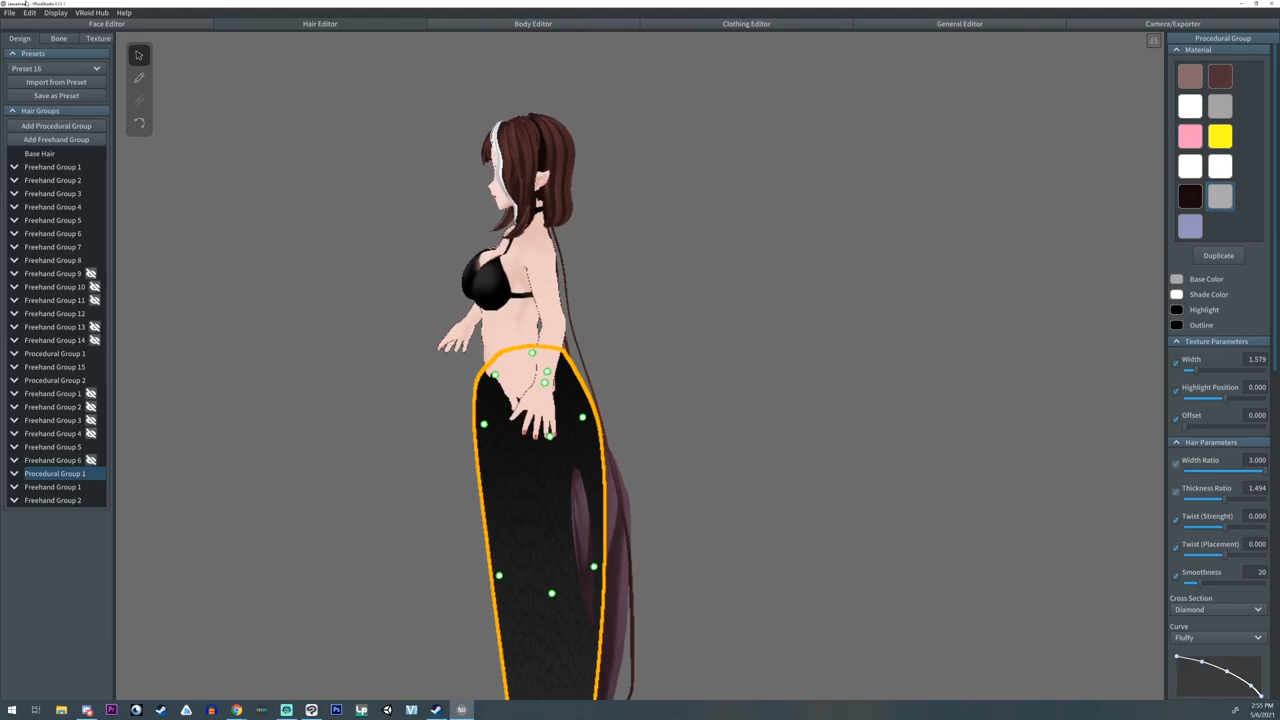 File Edit Display VRoid Hub Help
Face Editor Hair Editor Body Editor Clothing Editor General Editor Camera/Exporter
Design Bone Texture
Presets
Preset 16
Import from Preset
Save as Preset
Hair Groups
Add Procedural Group
Add Freehand Group
Base Hair
Freehand Group 1
Freehand Group 2
Freehand Group 3
Freehand Group 4
Freehand Group 5
Freehand Group 6
Freehand Group 7
Freehand Group 8
Freehand Group 9
Freehand Group 10
Freehand Group 11
Freehand Group 12
Freehand Group 13
Freehand Group 14
Procedural Group 1
Freehand Group 15
Procedural Group 2
Freehand Group 1
Freehand Group 2
Freehand Group 3
Freehand Group 4
Freehand Group 5
Freehand Group 6
Procedural Group 1
Freehand Group 1
Freehand Group 2
Procedural Group
Material
Duplicate
Base Color
Shade Color
Highlight
Outline
Texture Parameters
Width 1.579
Highlight Position 0.000
Offset 0.000
Hair Parameters
Width Ratio 3.000
Thickness Ratio 1.494
Twist (Strenght) 0.000
Twist (Placement) 0.000
Smoothness 20
Cross Section
Diamond
Curve
Fluffy
Pr
Ps
Lp
2:55 PM
5/6/2021